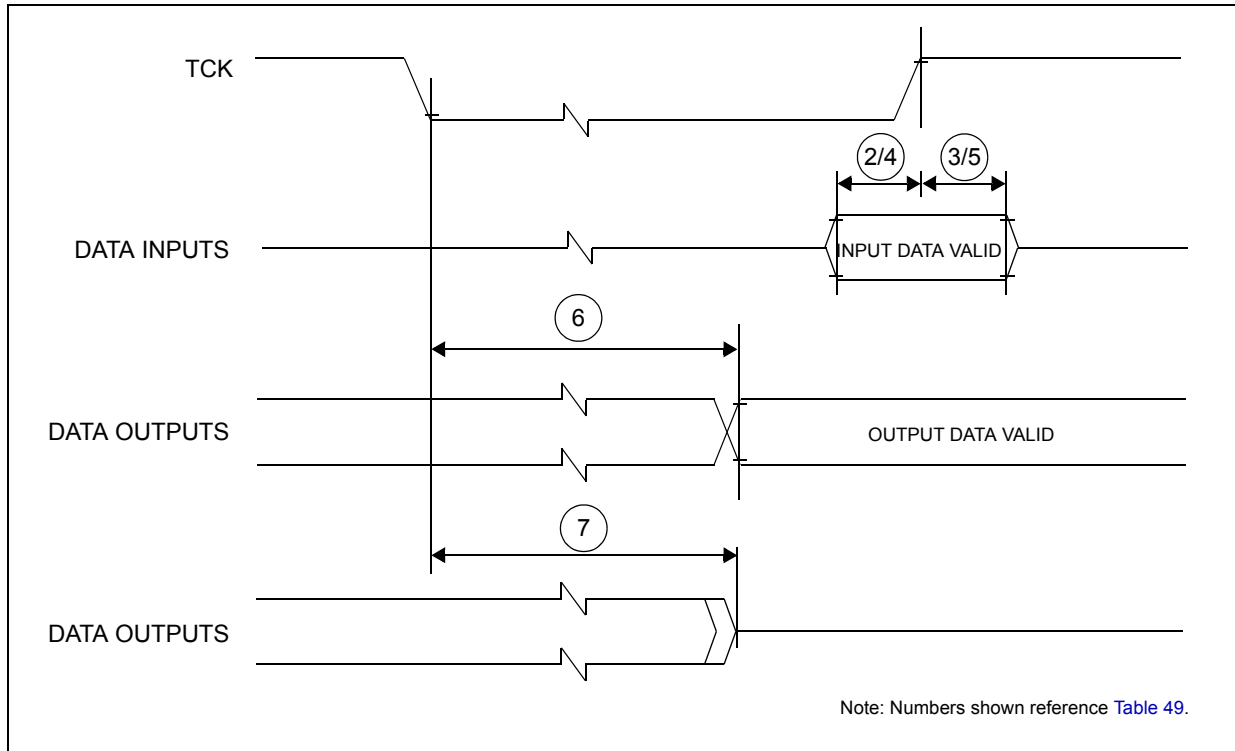 TCK
2/4
3/5
DATA INPUTS
INPUT DATA VALID
6
DATA OUTPUTS
OUTPUT DATA VALID
7
DATA OUTPUTS
Note: Numbers shown reference Table 49.